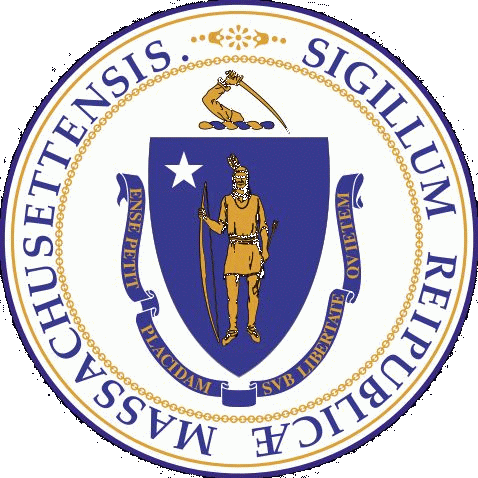 SIGILLUM REIPUBLICÆ MASSACHUSETTENSIS.
ENSE PETIT
PLACIDAM
SVB LIBERTATE
QVIETEM